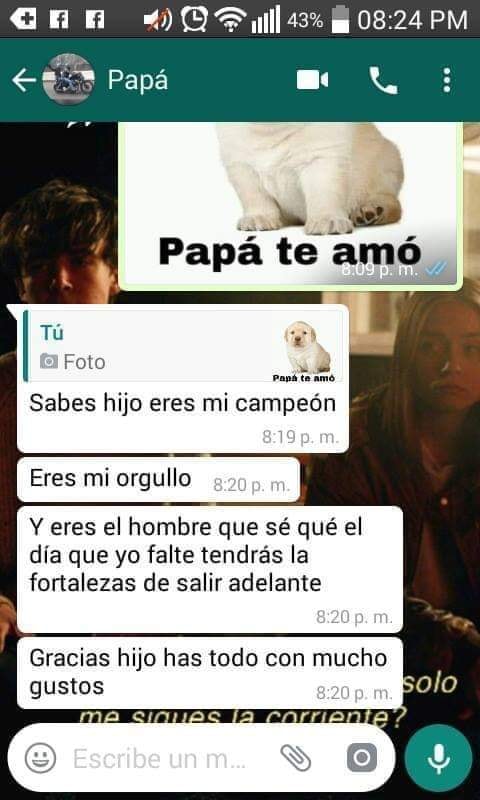 43% 08:24 PM
Papá
Papá te amó
8:09 p. m.
Tú
Foto
Papá te amó
Sabes hijo eres mi campeón
8:19 p. m.
Eres mi orgullo 8:20 p. m.
Y eres el hombre que sé qué el
día que yo falte tendrás la
fortalezas de salir adelante
8:20 p. m.
Gracias hijo has todo con mucho
gustos 8:20 p. m.
solo
me sigues la corriente?
Escribe un m...